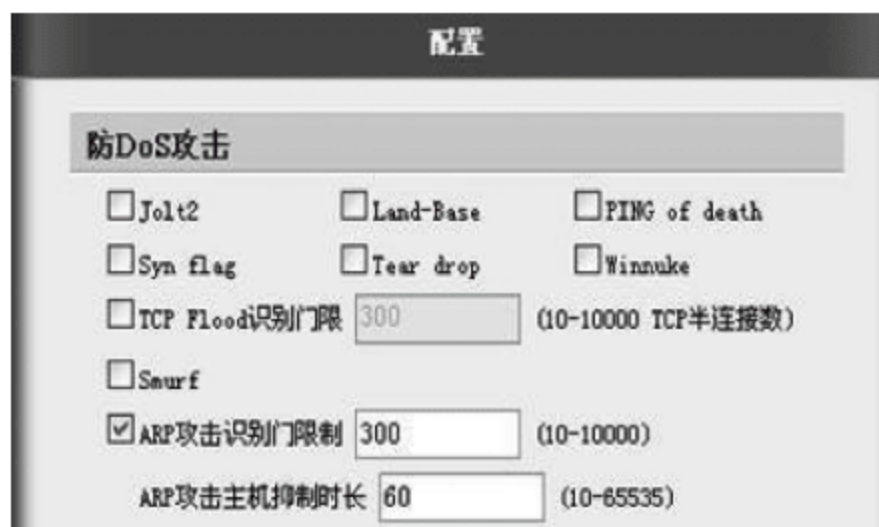 配置
防DoS攻击
Jolt2 Land-Base PING of death
Syn flag Tear drop Winnuke
TCP Flood识别门限 300 (10-10000 TCP半连接数)
Smurf
ARP攻击识别门限制 300 (10-10000)
ARP攻击主机抑制时长 60 (10-65535)